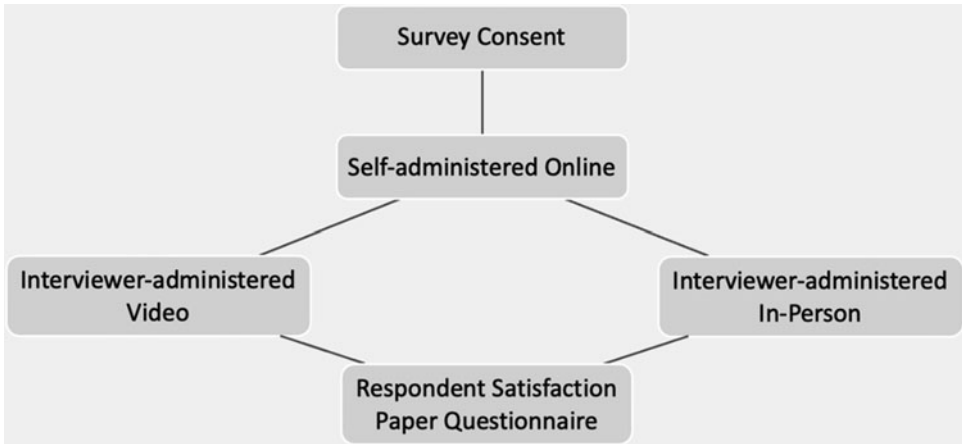 Survey Consent
Self-administered Online
Interviewer-administered
Video
Interviewer-administered
In-Person
Respondent Satisfaction
Paper Questionnaire